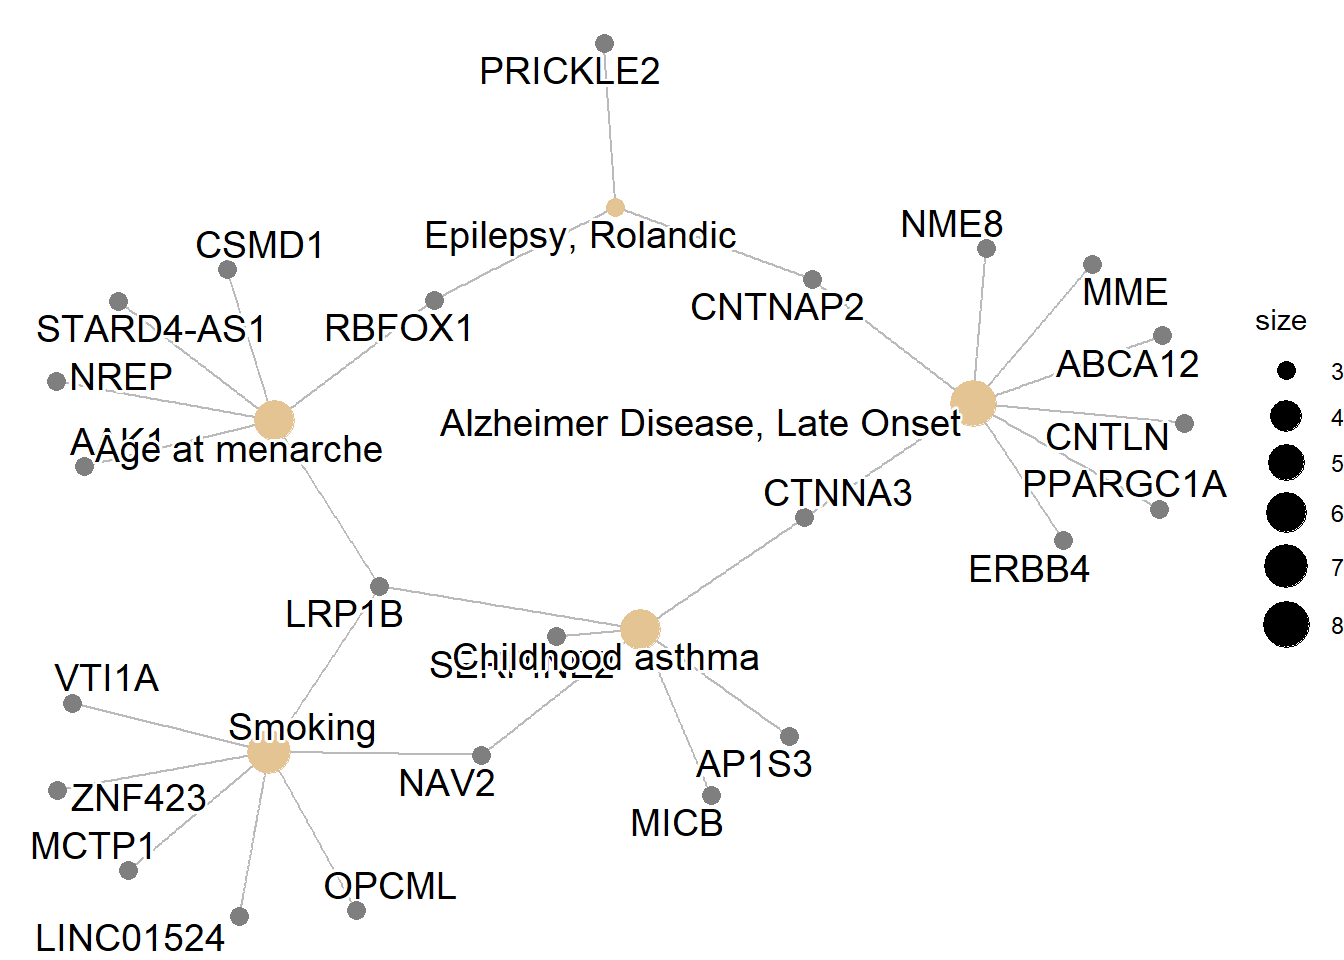 PRICKLE2
Epilepsy, Rolandic
NME8
CSMD1
MME
CNTNAP2
STARD4-AS1
RBFOX1
size
ABCA12
3
NREP
4
Alzheimer Disease, Late Onset
CNTLN
AAK1
Age at menarche
5
PPARGC1A
CTNNA3
6
ERBB4
7
LRP1B
8
Childhood asthma
VTI1A
Smoking
AP1S3
NAV2
ZNF423
MICB
MCTP1
OPCML
LINC01524